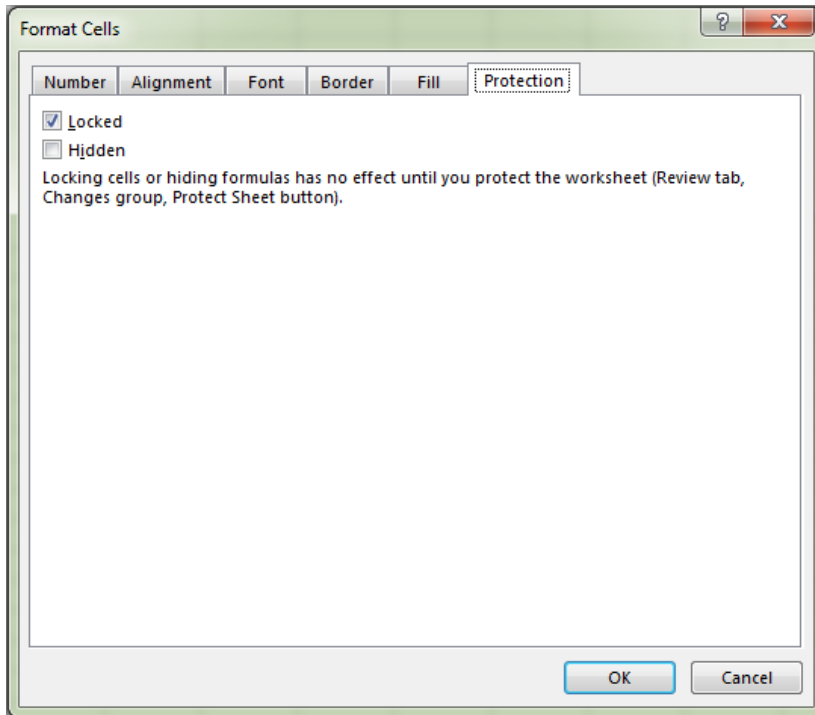 Format Cells
Number Alignment Font Border Fill Protection
Locked
Hidden
Locking cells or hiding formulas has no effect until you protect the worksheet (Review tab,
Changes group, Protect Sheet button).
OK Cancel